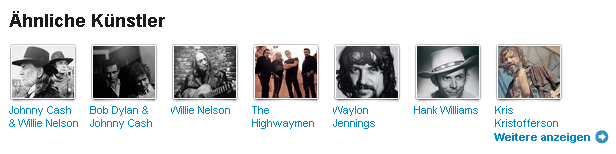 Ähnliche Künstler
Johnny Cash
& Willie Nelson
Bob Dylan &
Johnny Cash
Willie Nelson
The
Highwaymen
Waylon
Jennings
Hank Williams
Kris
Kristofferson
Weitere anzeigen